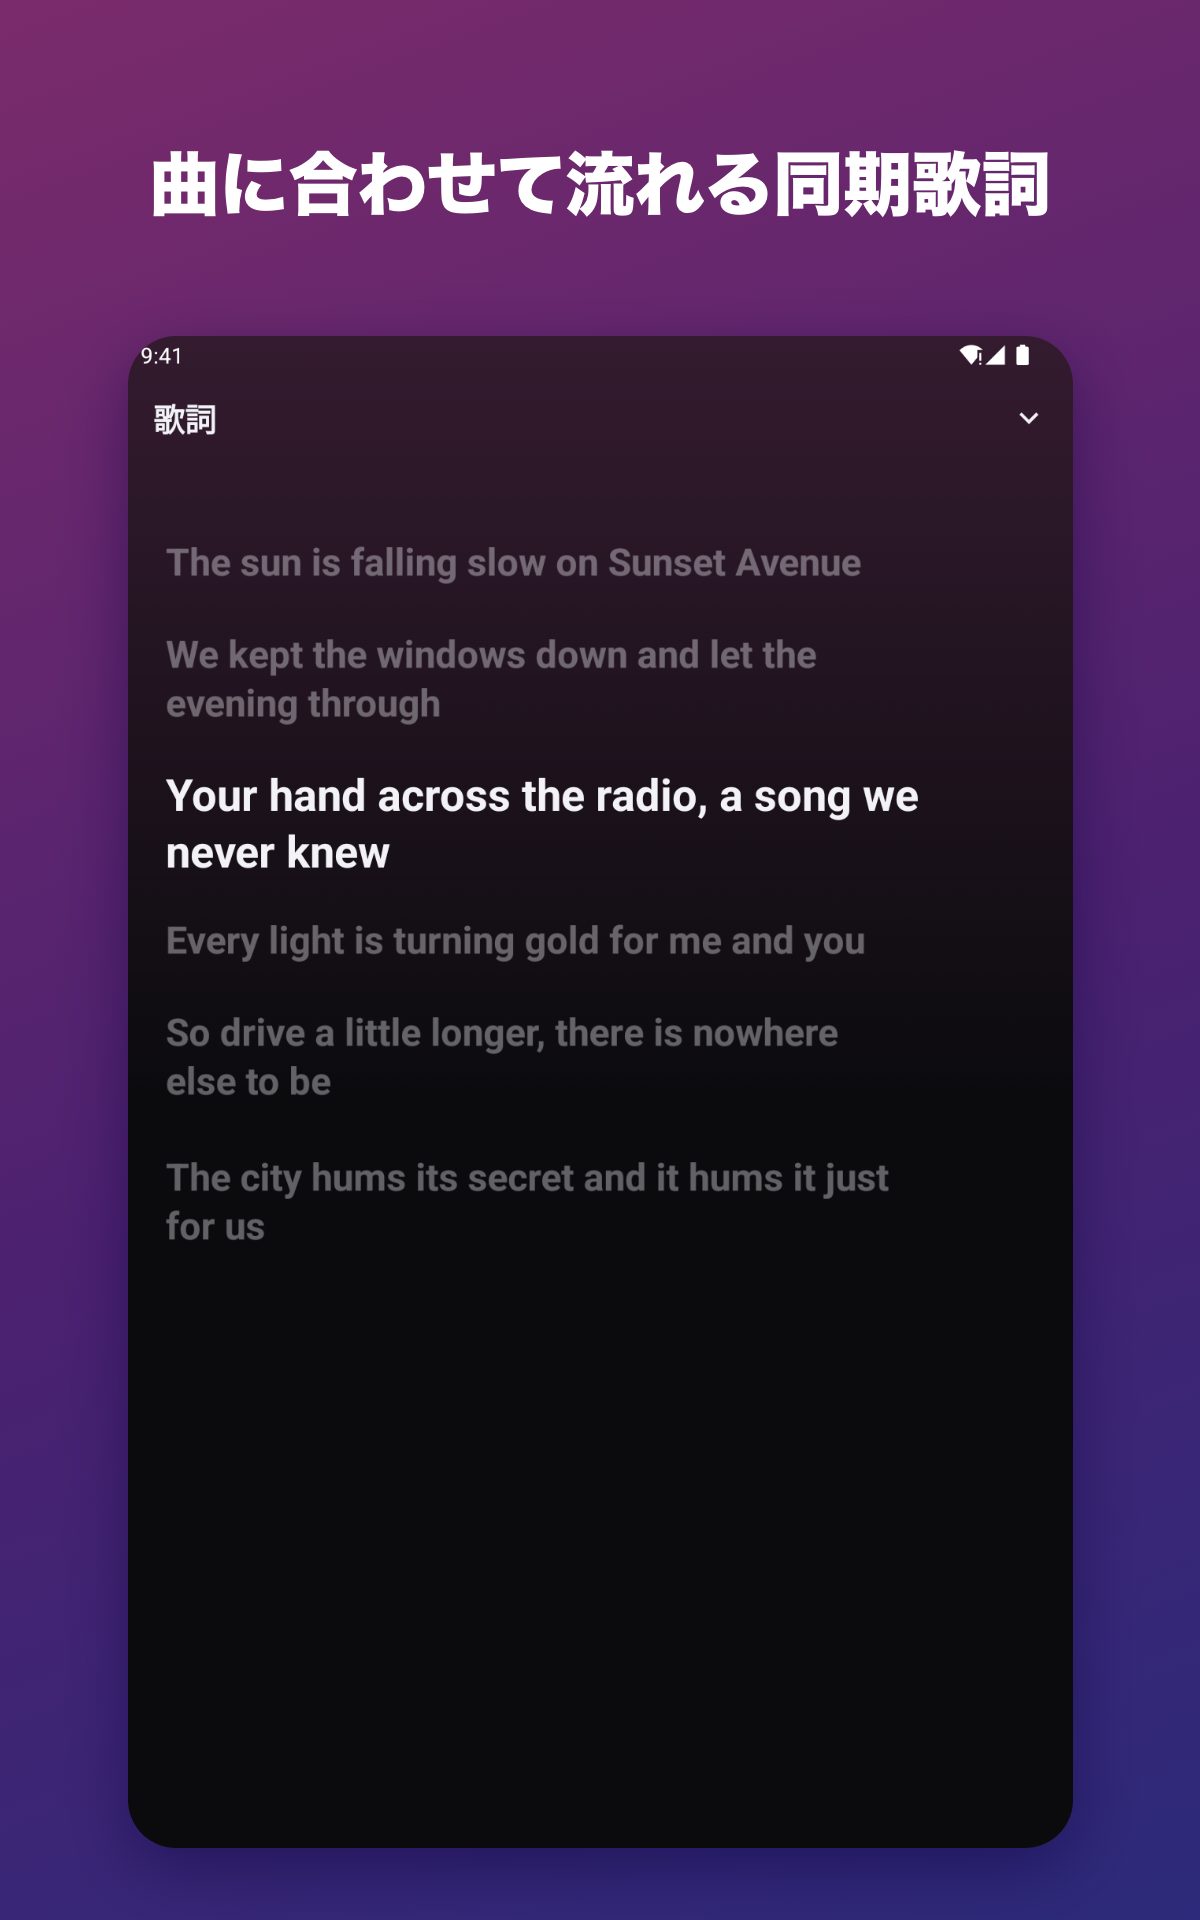 曲に合わせて流れる同期歌詞
9:41
歌詞
The sun is falling slow on Sunset Avenue
We kept the windows down and let the
evening through
Your hand across the radio, a song we
never knew
Every light is turning gold for me and you
So drive a little longer, there is nowhere
else to be
The city hums its secret and it hums it just
for us